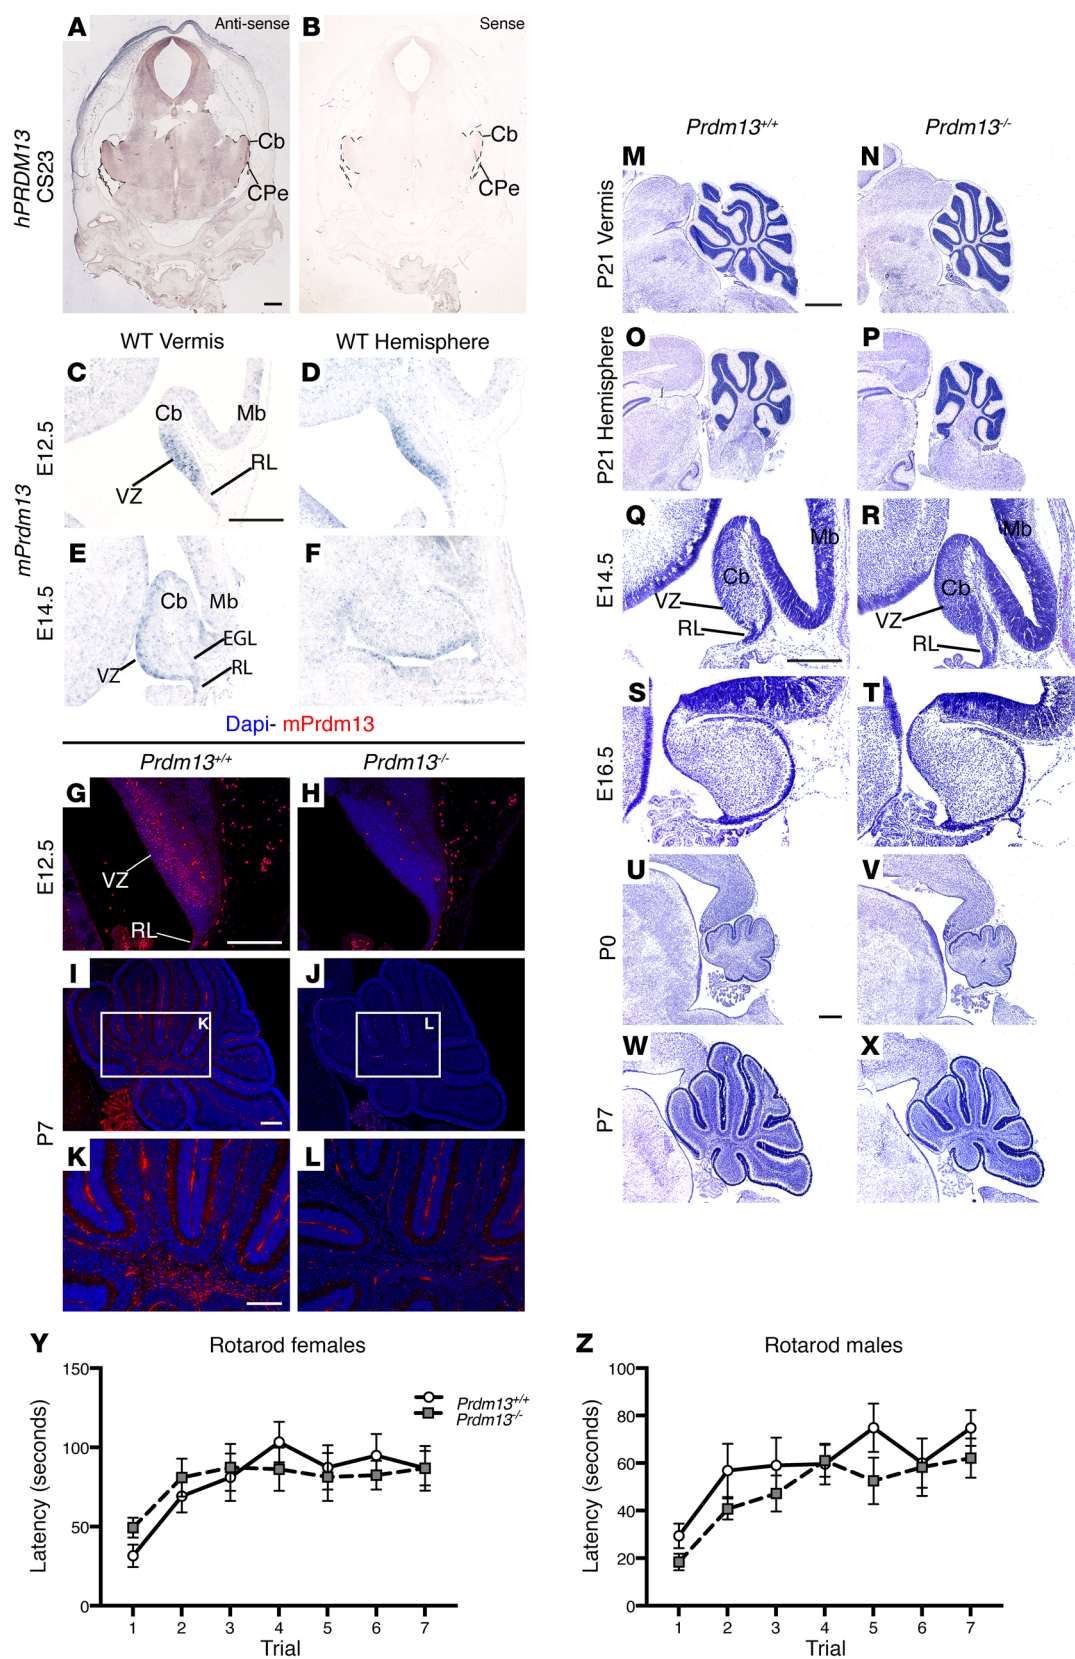 A
Anti-sense
Cb
CPe
B
Sense
Cb
CPe
hPRDM13
CS23
WT Vermis
WT Hemisphere
C
Cb
Mb
RL
VZ
D
E12.5
E
Cb
Mb
EGL
VZ
RL
F
E14.5
mPrdm13
Dapi- mPrdm13
Prdm13+/+
Prdm13-/-
G
VZ
RL
H
E12.5
I
K
J
L
K
L
P7
Prdm13+/+
Prdm13-/-
M
N
P21 Vermis
O
P
P21 Hemisphere
Q
Mb
Cb
VZ
RL
R
Mb
Cb
VZ
RL
E14.5
S
T
E16.5
U
V
P0
W
X
P7
Y
Rotarod females
150
100
50
0
Latency (seconds)
Prdm13+/+
Prdm13-/-
1 2 3 4 5 6 7
Trial
Z
Rotarod males
100
80
60
40
20
0
Latency (seconds)
1 2 3 4 5 6 7
Trial